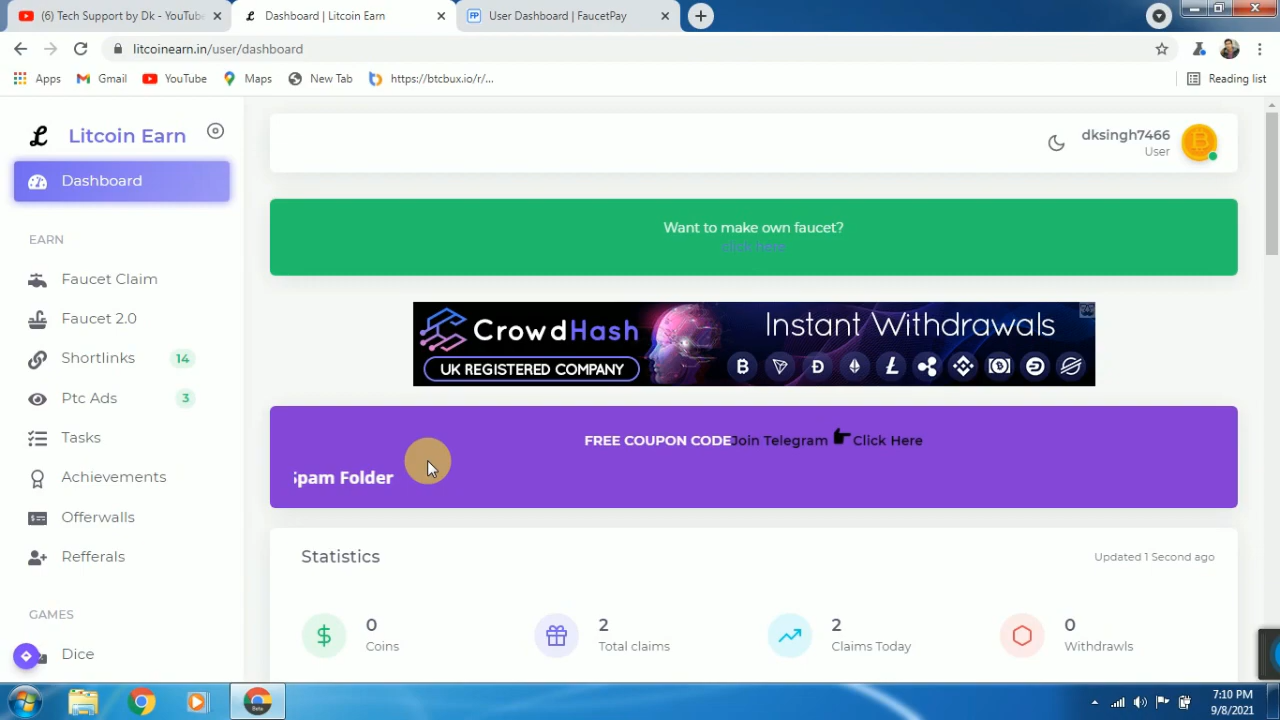 (6) Tech Support by Dk - YouTube
Dashboard | Litcoin Earn
User Dashboard | FaucetPay
litcoinearn.in/user/dashboard
Apps
Gmail
YouTube
Maps
New Tab
https://btcbux.io/r/...
Reading list
Litcoin Earn
dksingh7466
User
Dashboard
Want to make own faucet?
click here
EARN
Faucet Claim
Faucet 2.0
Shortlinks 14
Ptc Ads 3
Tasks
Achievements
Offerwalls
Refferals
GAMES
Dice
CrowdHash
UK REGISTERED COMPANY
Instant Withdrawals
FREE COUPON CODEJoin Telegram Click Here
Spam Folder
Statistics
Updated 1 Second ago
0
Coins
2
Total claims
2
Claims Today
0
Withdrawls
Beta
7:10 PM
9/8/2021